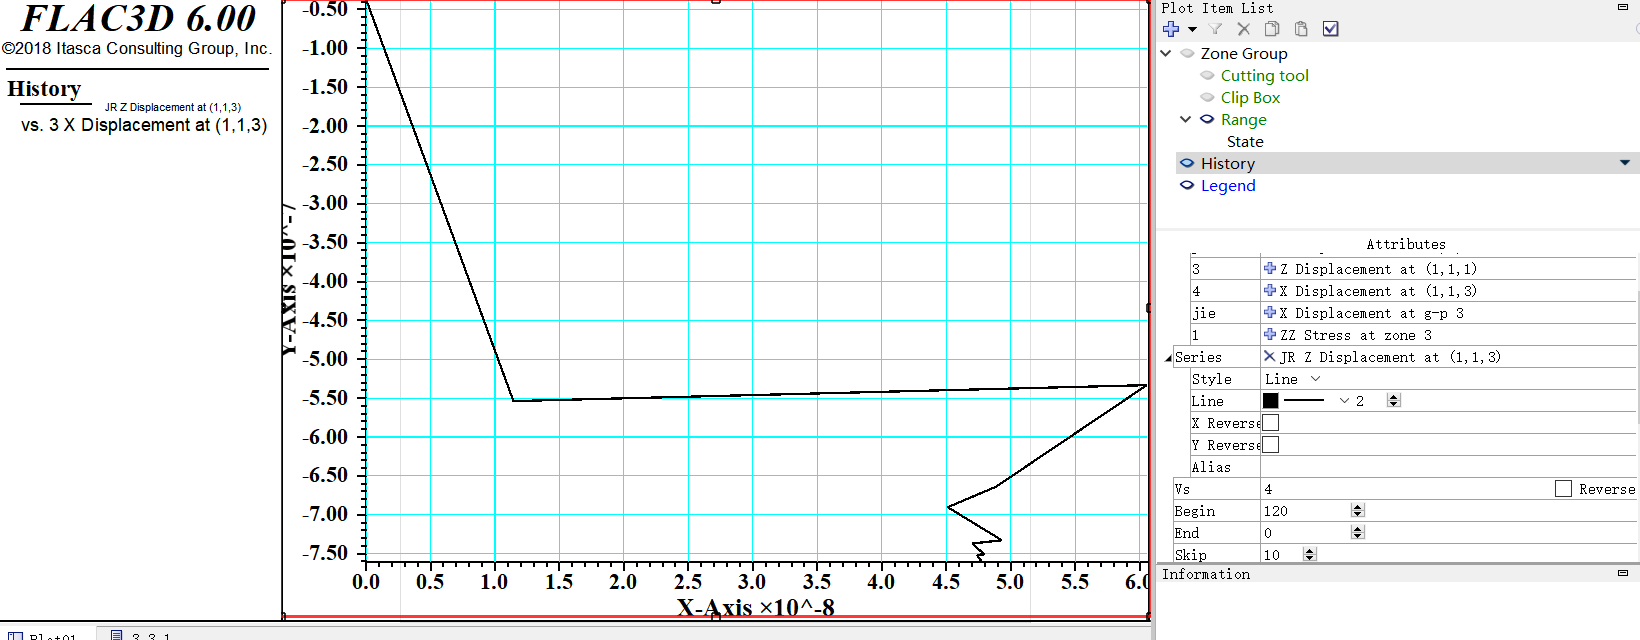 FLAC3D 6.00
©2018 Itasca Consulting Group, Inc.
History
JR Z Displacement at (1,1,3)
vs. 3 X Displacement at (1,1,3)
-0.50
-1.00
-1.50
-2.00
-2.50
-3.00
-3.50
-4.00
-4.50
-5.00
-5.50
-6.00
-6.50
-7.00
-7.50
Y-Axis ×10^-7
0.0 0.5 1.0 1.5 2.0 2.5 3.0 3.5 4.0 4.5 5.0 5.5 6.0
X-Axis ×10^-8
Plot Item List
Zone Group
Cutting tool
Clip Box
Range
State
History
Legend
Attributes
3 Z Displacement at (1,1,1)
4 X Displacement at (1,1,3)
jie X Displacement at g-p 3
1 ZZ Stress at zone 3
Series JR Z Displacement at (1,1,3)
Style Line
Line 2
X Reverse
Y Reverse
Alias
Vs 4 Reverse
Begin 120
End 0
Skip 10
Information
Plot01 3.3.1